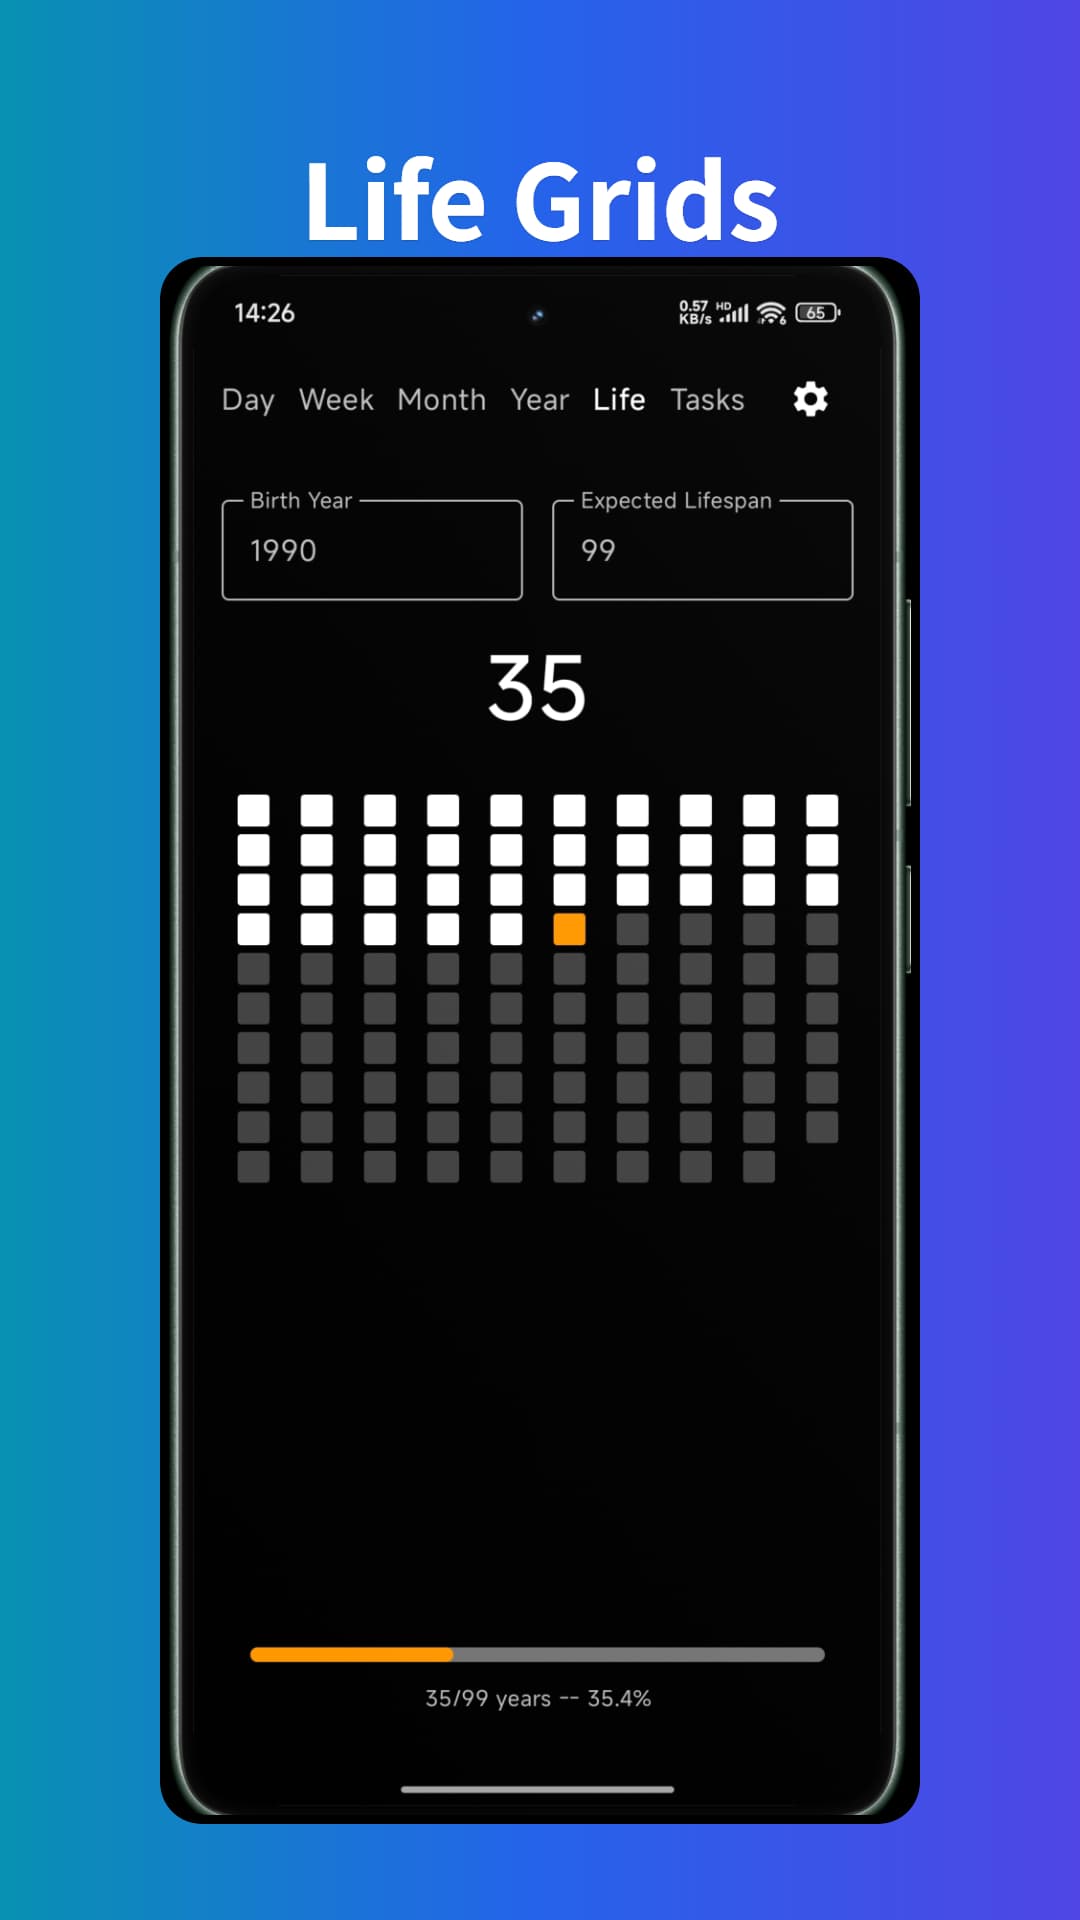 Life Grids
14:26
0.57 KB/s HD 6 65
Day Week Month Year Life Tasks
Birth Year
1990
Expected Lifespan
99
35
35/99 years -- 35.4%